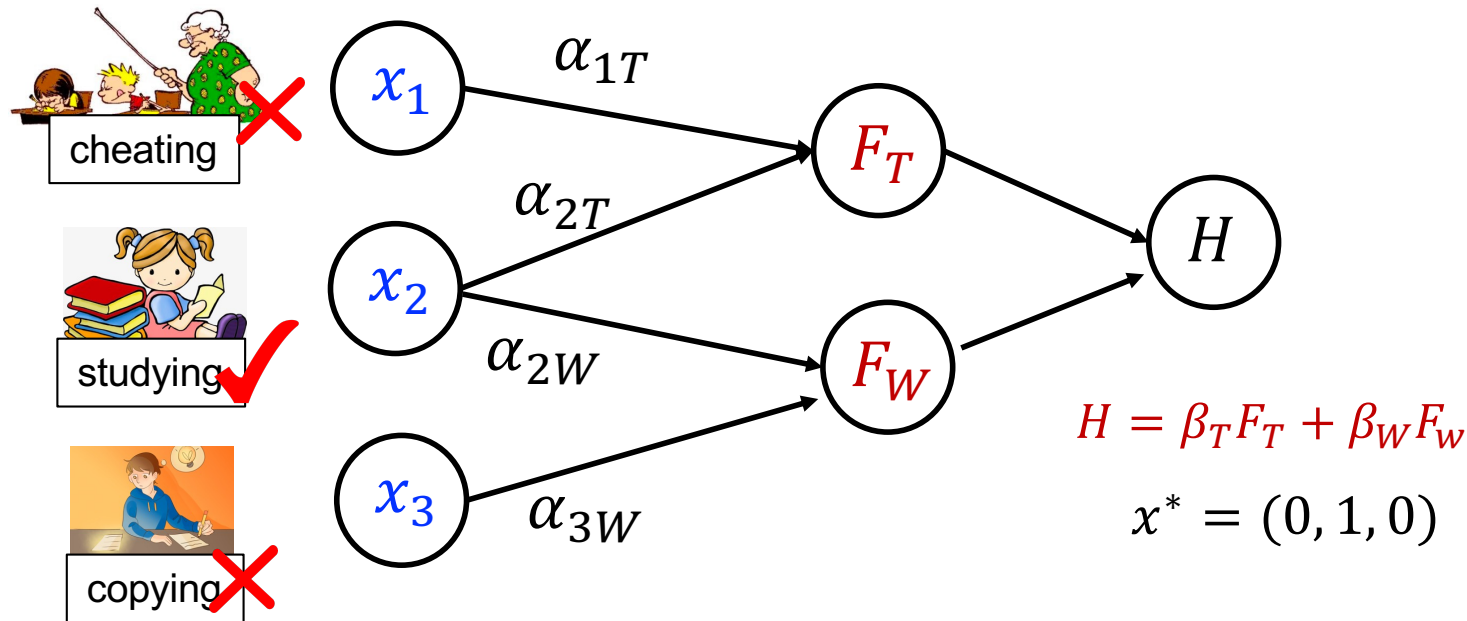 cheating
x₁
α₁T
F_T
studying
x₂
α₂T
α₂W
F_W
H
copying
x₃
α₃W
H = β_T F_T + β_W F_w
x* = (0, 1, 0)